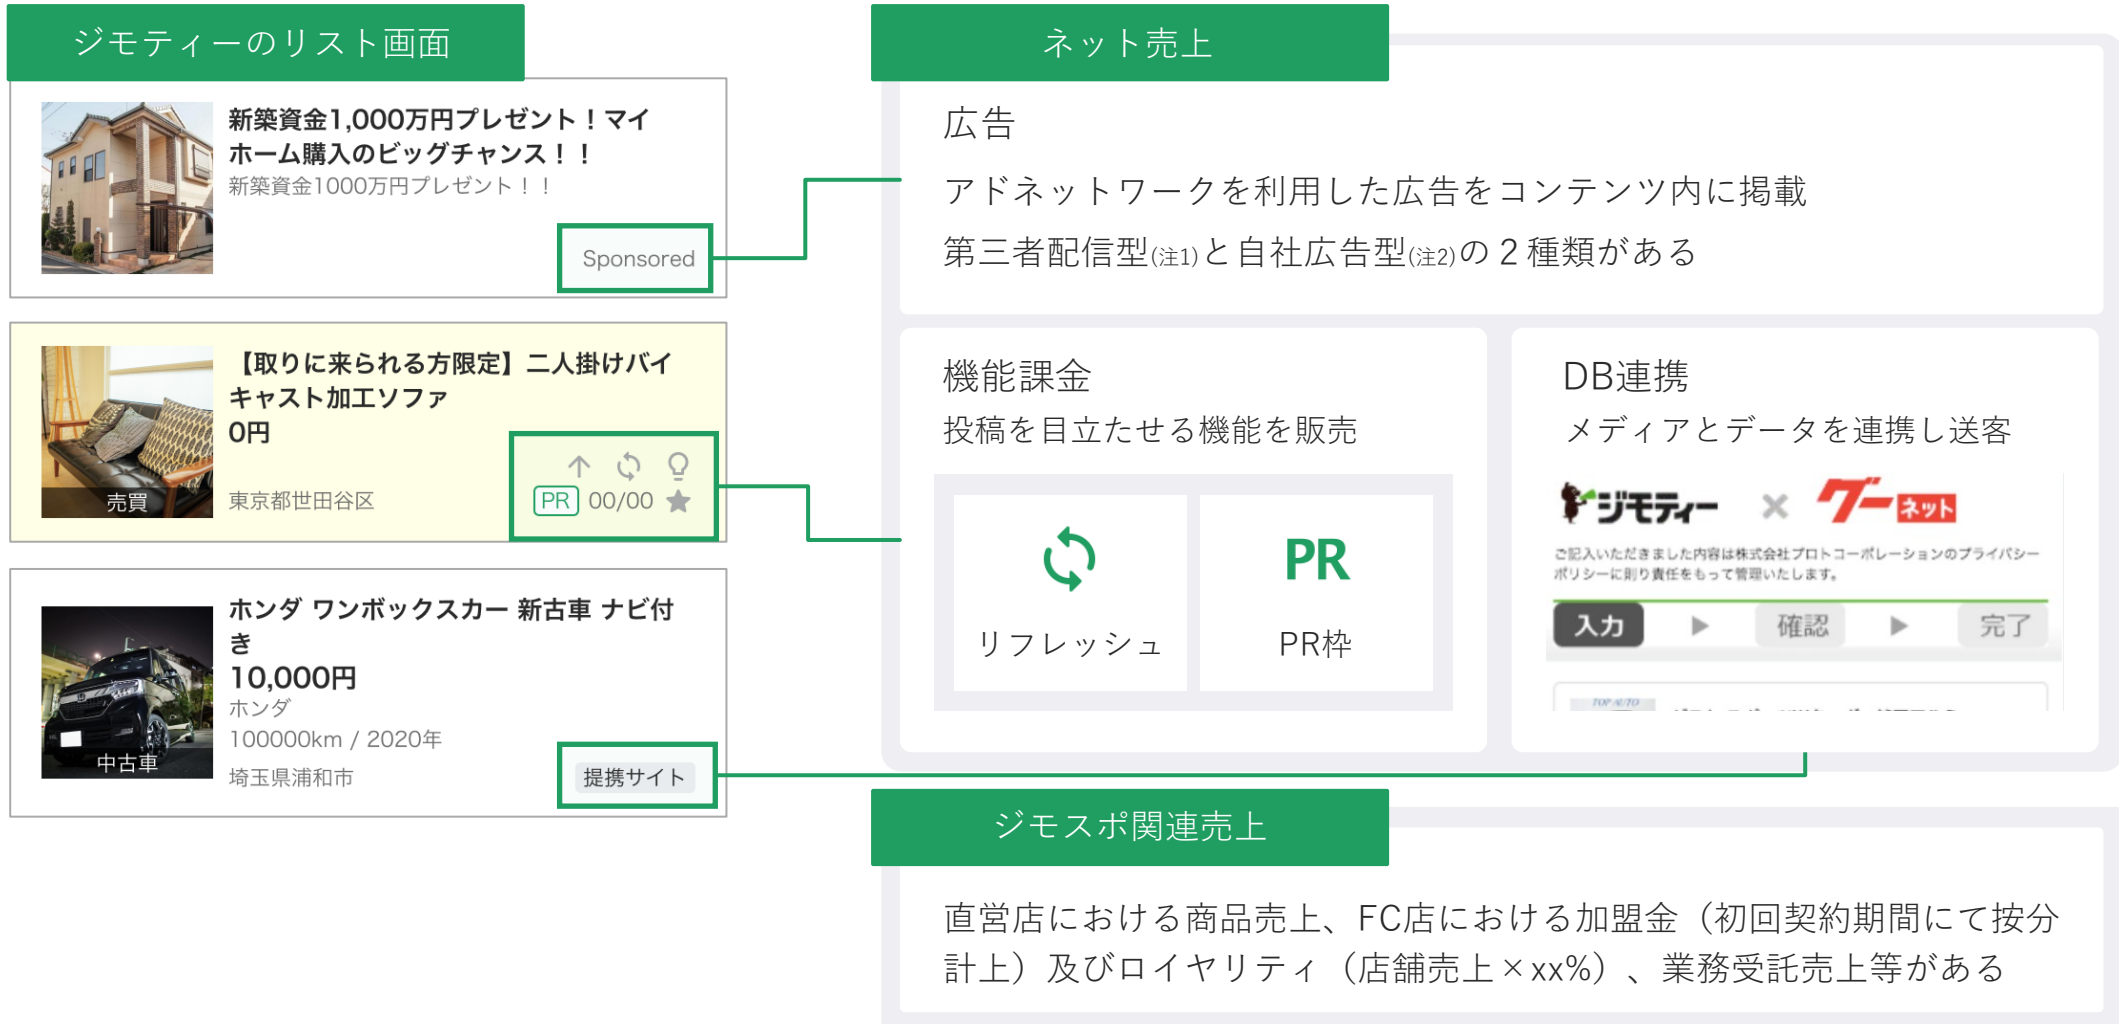 ジモティーのリスト画面
新築資金1,000万円プレゼント！マイ
ホーム購入のビッグチャンス！！
新築資金1000万円プレゼント！！
Sponsored
【取りに来られる方限定】二人掛けバイ
キャスト加工ソファ
0円
売買
東京都世田谷区
PR 00/00
ホンダ ワンボックスカー 新古車 ナビ付
き
10,000円
ホンダ
100000km / 2020年
中古車
埼玉県浦和市
提携サイト
ネット売上
広告
アドネットワークを利用した広告をコンテンツ内に掲載
第三者配信型(注1)と自社広告型(注2)の２種類がある
機能課金
投稿を目立たせる機能を販売
リフレッシュ
PR
PR枠
DB連携
メディアとデータを連携し送客
ジモティー × グーネット
ご記入いただきました内容は株式会社プロトコーポレーションのプライバシー
ポリシーに則り責任をもって管理いたします。
入力 ▶ 確認 ▶ 完了
TOP AUTO
ジモスポ関連売上
直営店における商品売上、FC店における加盟金（初回契約期間にて按分
計上）及びロイヤリティ（店舗売上×xx%）、業務受託売上等がある